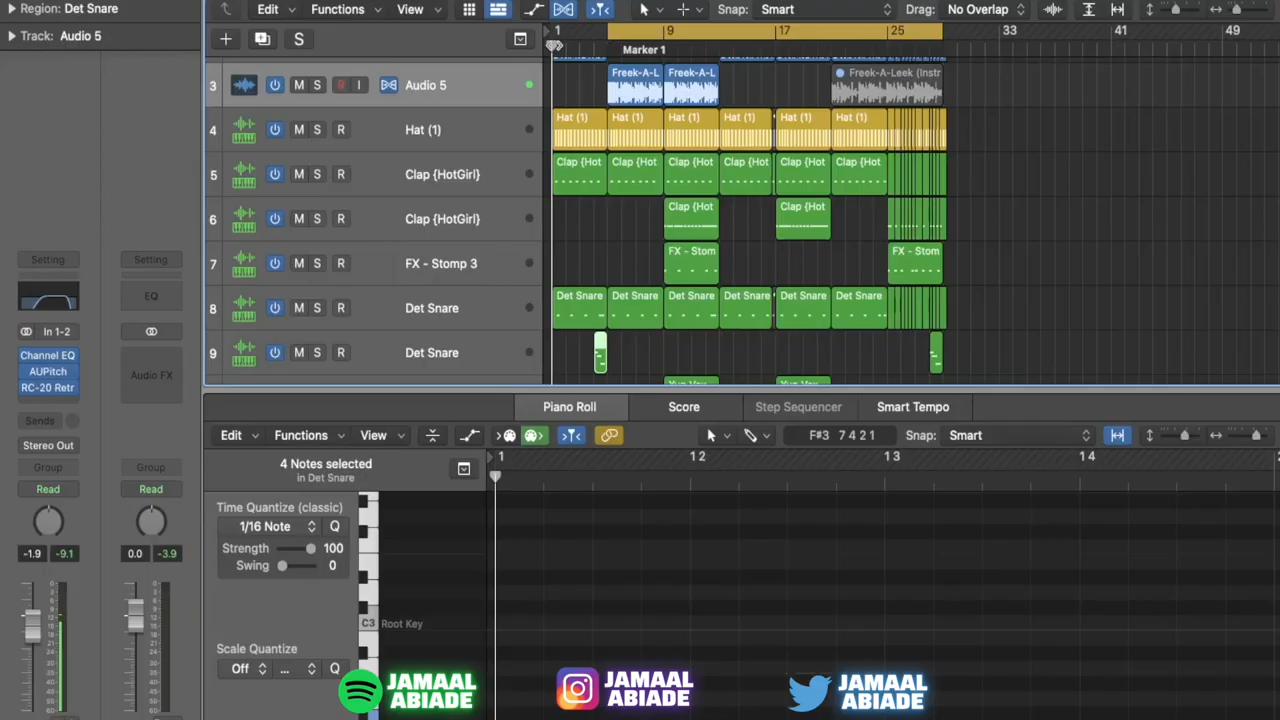 Region: Det Snare
Edit Functions View Snap: Smart Drag: No Overlap
Track: Audio 5
S
1 9 17 25 33 41 49
Marker 1
3 M S R I Audio 5 Freek-A-L Freek-A-L Freek-A-Leek (Instr
4 M S R Hat (1) Hat (1) Hat (1) Hat (1) Hat (1) Hat (1) Hat (1)
5 M S R Clap {HotGirl} Clap {Hot Clap {Hot Clap {Hot Clap {Hot Clap {Hot Clap {Hot
6 M S R Clap {HotGirl} Clap {Hot Clap {Hot
7 M S R FX - Stomp 3 FX - Stom FX - Stom
8 M S R Det Snare Det Snare Det Snare Det Snare Det Snare Det Snare Det Snare
9 M S R Det Snare
Setting Setting
EQ
In 1-2
Channel EQ
AUPitch
RC-20 Retr
Audio FX
Sends
Stereo Out
Group Group
Read Read
-1.9 -9.1 0.0 -3.9
Piano Roll Score Step Sequencer Smart Tempo
Edit Functions View F#3 7 4 2 1 Snap: Smart
4 Notes selected
in Det Snare
1 12 13 14
Time Quantize (classic)
1/16 Note Q
Strength 100
Swing 0
C3 Root Key
Scale Quantize
Off ... Q
JAMAAL
ABIADE
JAMAAL
ABIADE
JAMAAL
ABIADE